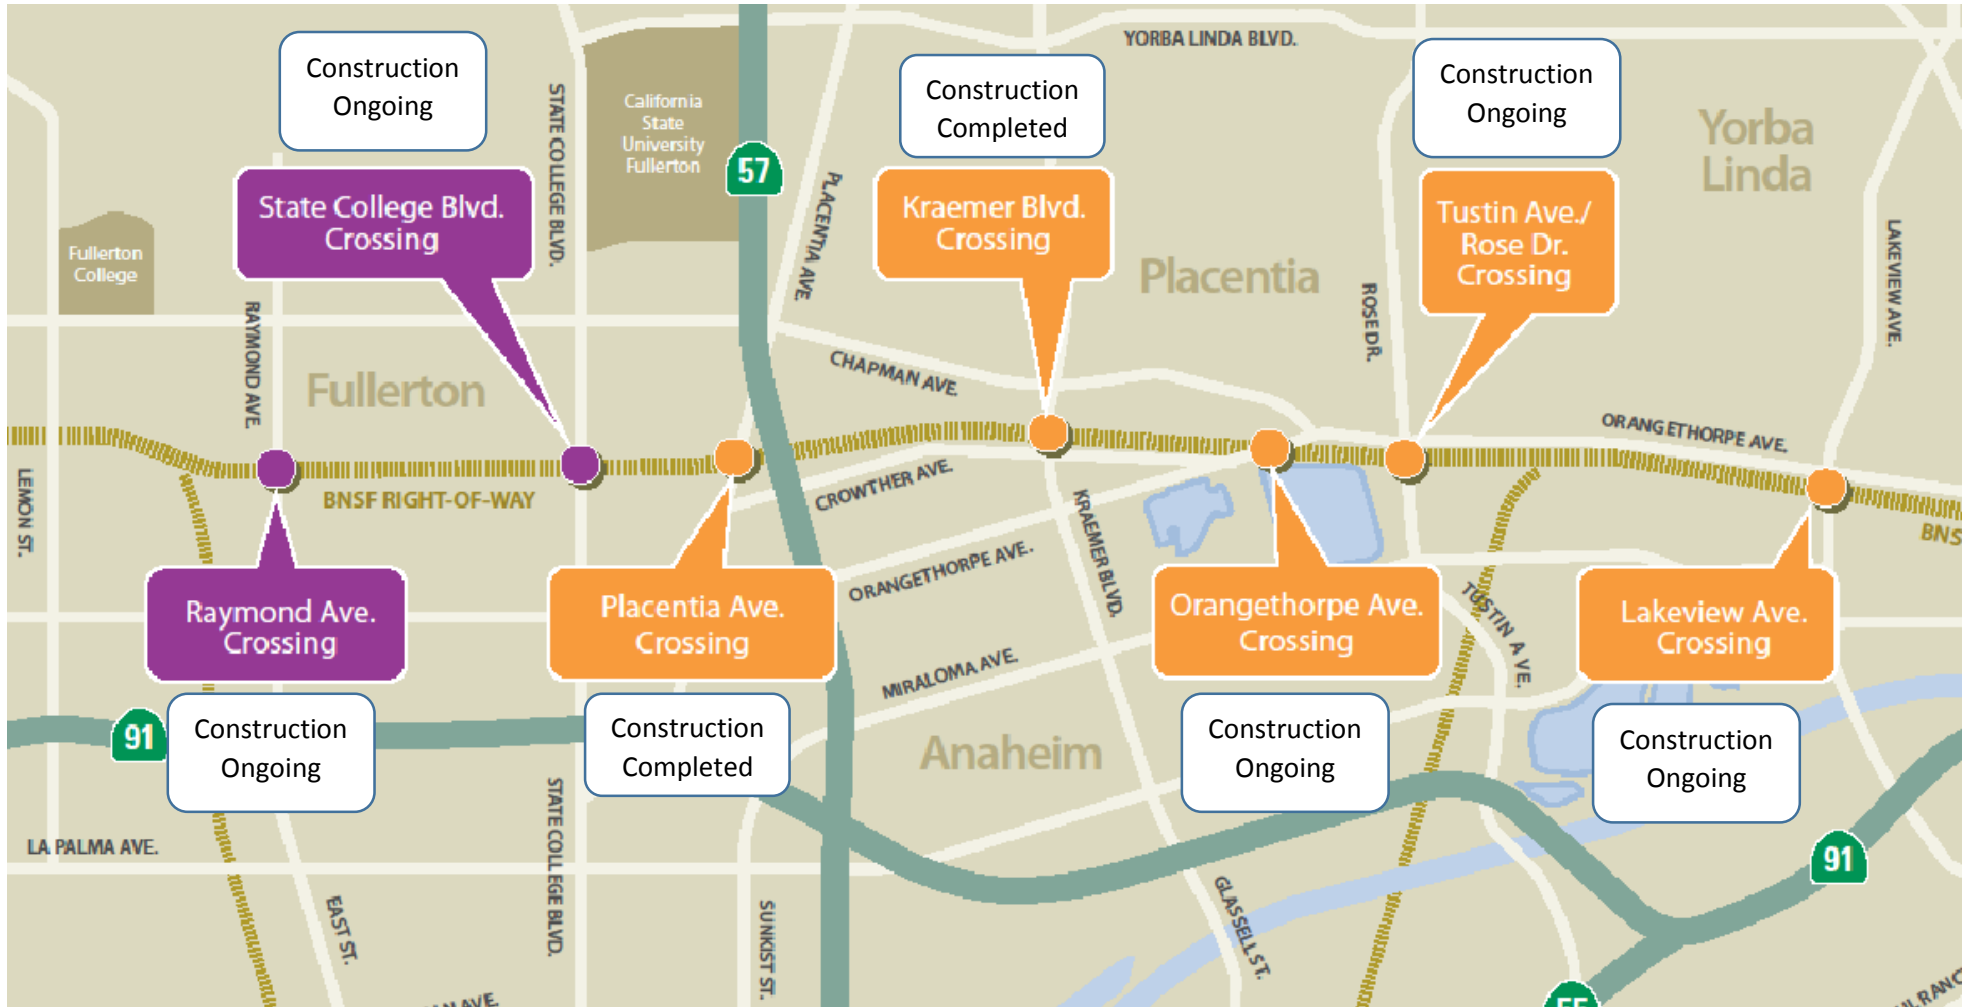 YORBA LINDA BLVD.
Construction
Ongoing
Construction
Completed
Construction
Ongoing
STATE COLLEGE BLVD.
California
State
University
Fullerton
57
PLACENTIA AVE.
Yorba
Linda
State College Blvd.
Crossing
Kraemer Blvd.
Crossing
Tustin Ave./
Rose Dr.
Crossing
LAKEVIEW AVE.
Fullerton
College
Placentia
ROSE DR.
RAYMOND AVE.
Fullerton
CHAPMAN AVE.
ORANGETHORPE AVE.
LEMON ST.
BNSF RIGHT-OF-WAY
CROWTHER AVE.
KRAEMER BLVD.
BNS
ORANGETHORPE AVE.
TUSTIN AVE.
Raymond Ave.
Crossing
Placentia Ave.
Crossing
Orangethorpe Ave.
Crossing
Lakeview Ave.
Crossing
MIRALOMA AVE.
91
Construction
Ongoing
Construction
Completed
Anaheim
Construction
Ongoing
Construction
Ongoing
LA PALMA AVE.
STATE COLLEGE BLVD.
91
EAST ST.
SUNKIST ST.
GLASSELL ST.
AVE.
55